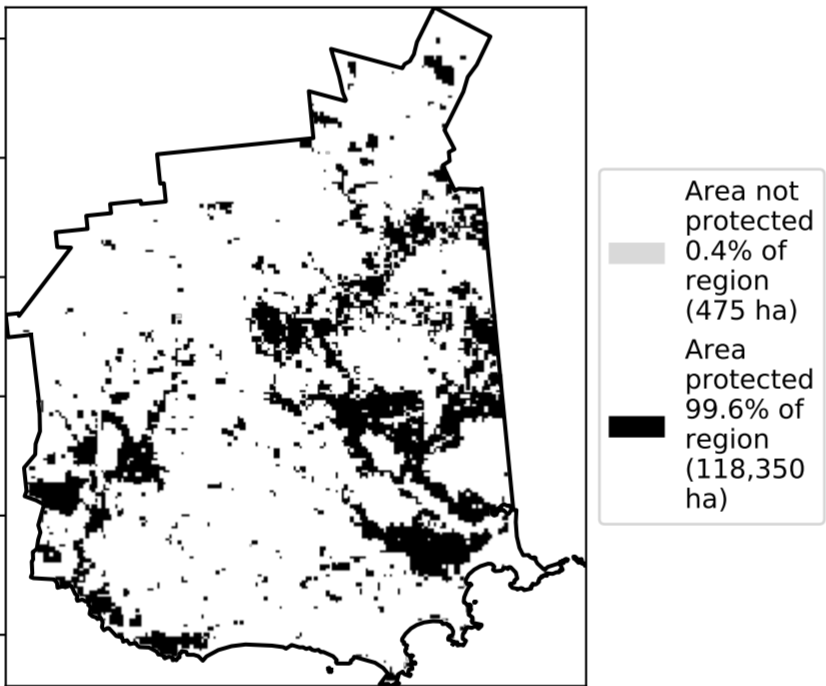 Area not
protected
0.4% of
region
(475 ha)
Area
protected
99.6% of
region
(118,350
ha)